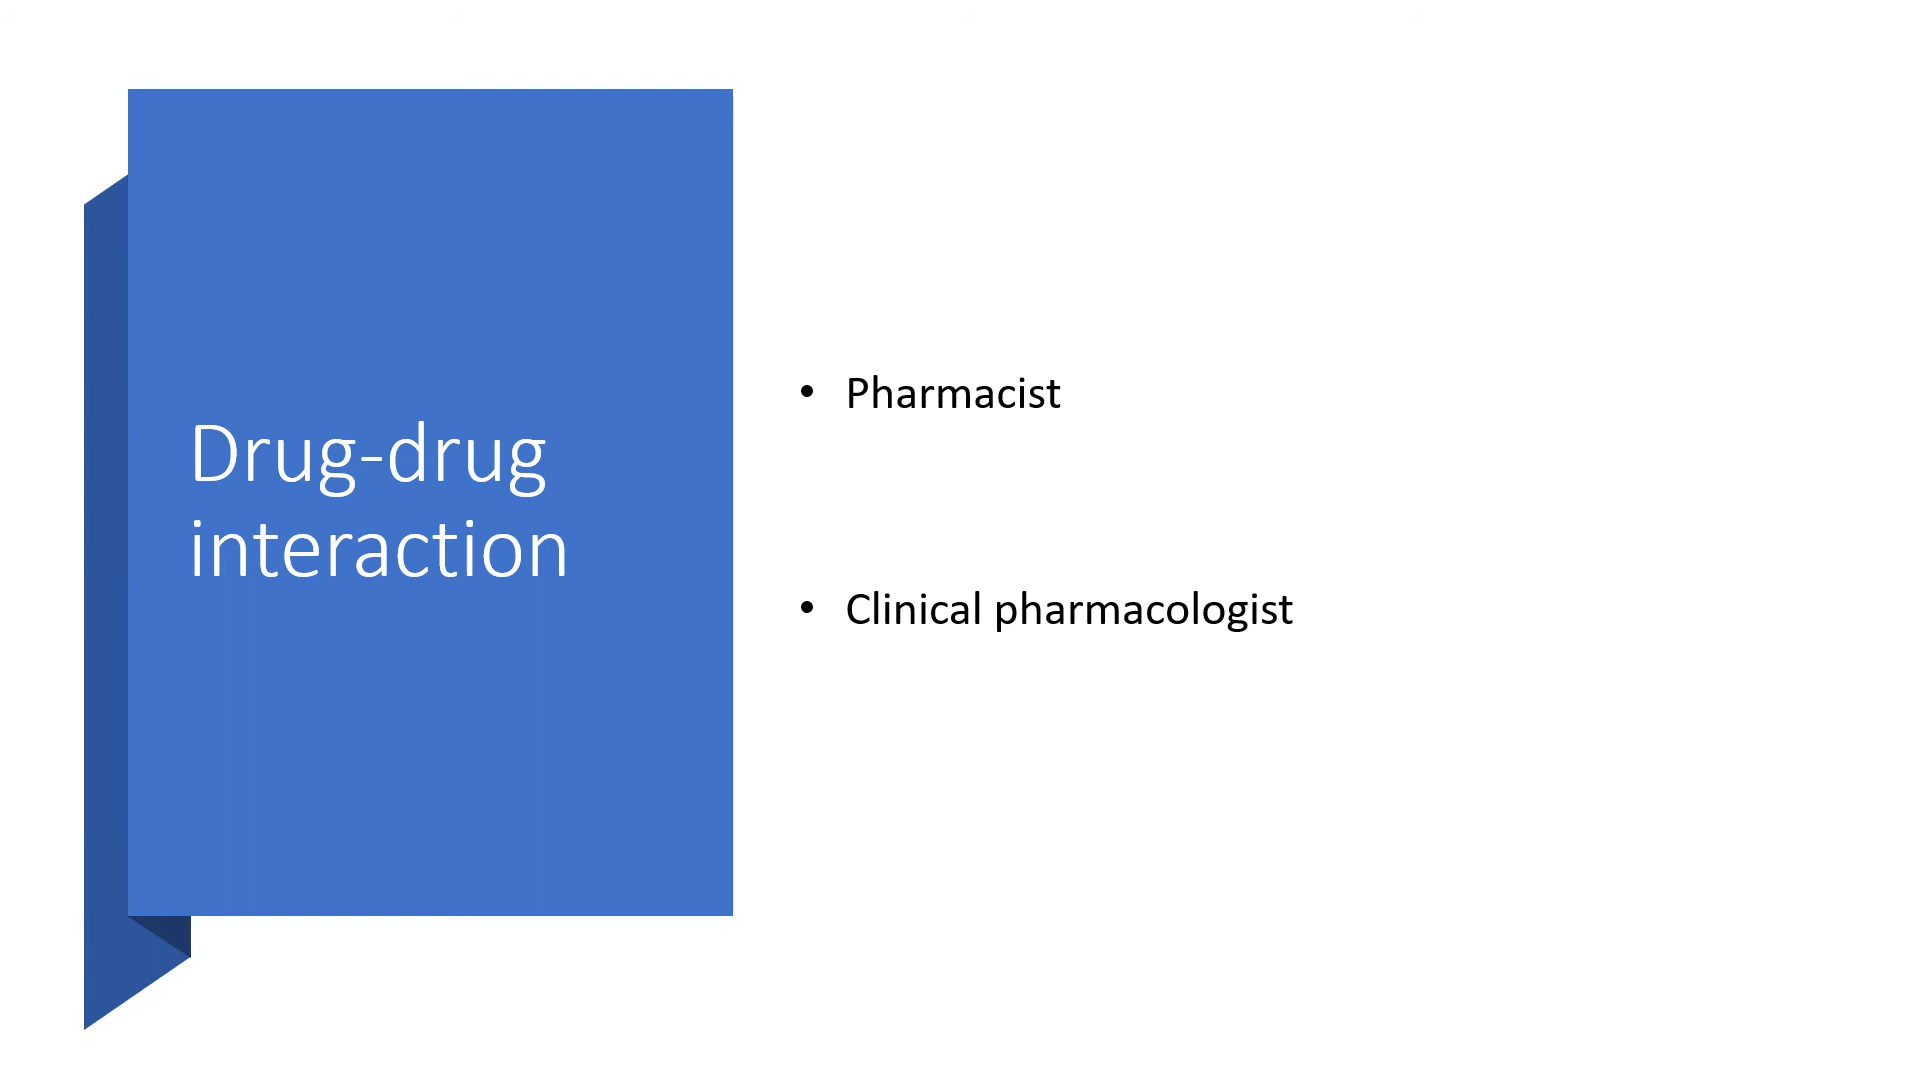 Drug-drug
interaction
• Pharmacist
• Clinical pharmacologist